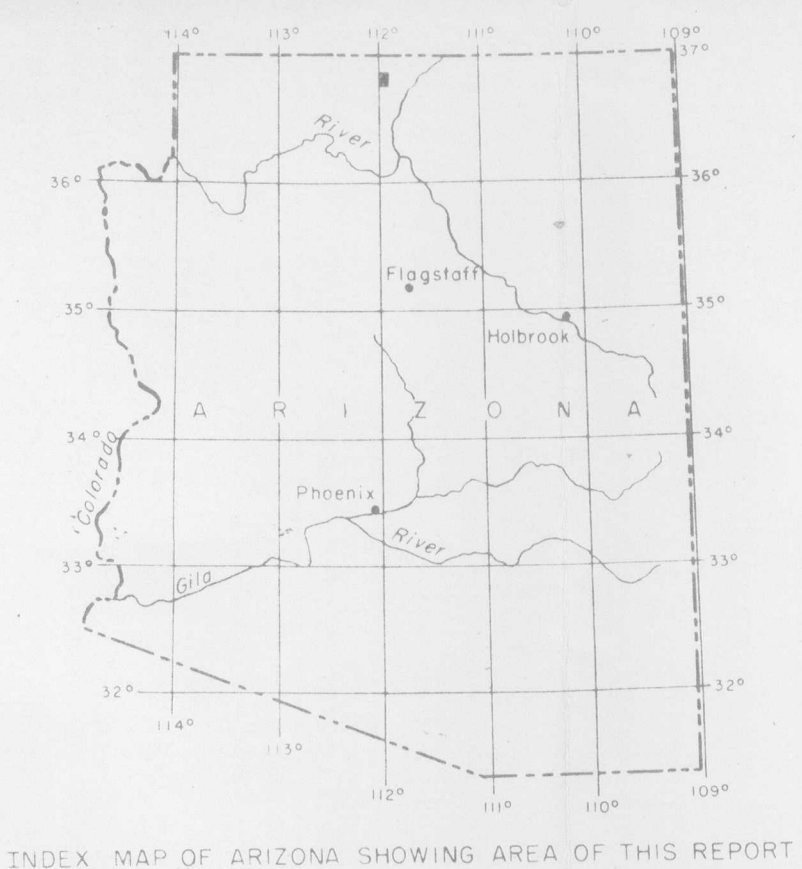 114° 113° 112° 111° 110° 109°
37°
River
36° 36°
Flagstaff
35° 35°
Holbrook
A R I Z O N A
34° 34°
Colorado
Phoenix
River
33° 33°
Gila
32° 32°
114°
113°
112° 111° 110° 109°
INDEX MAP OF ARIZONA SHOWING AREA OF THIS REPORT